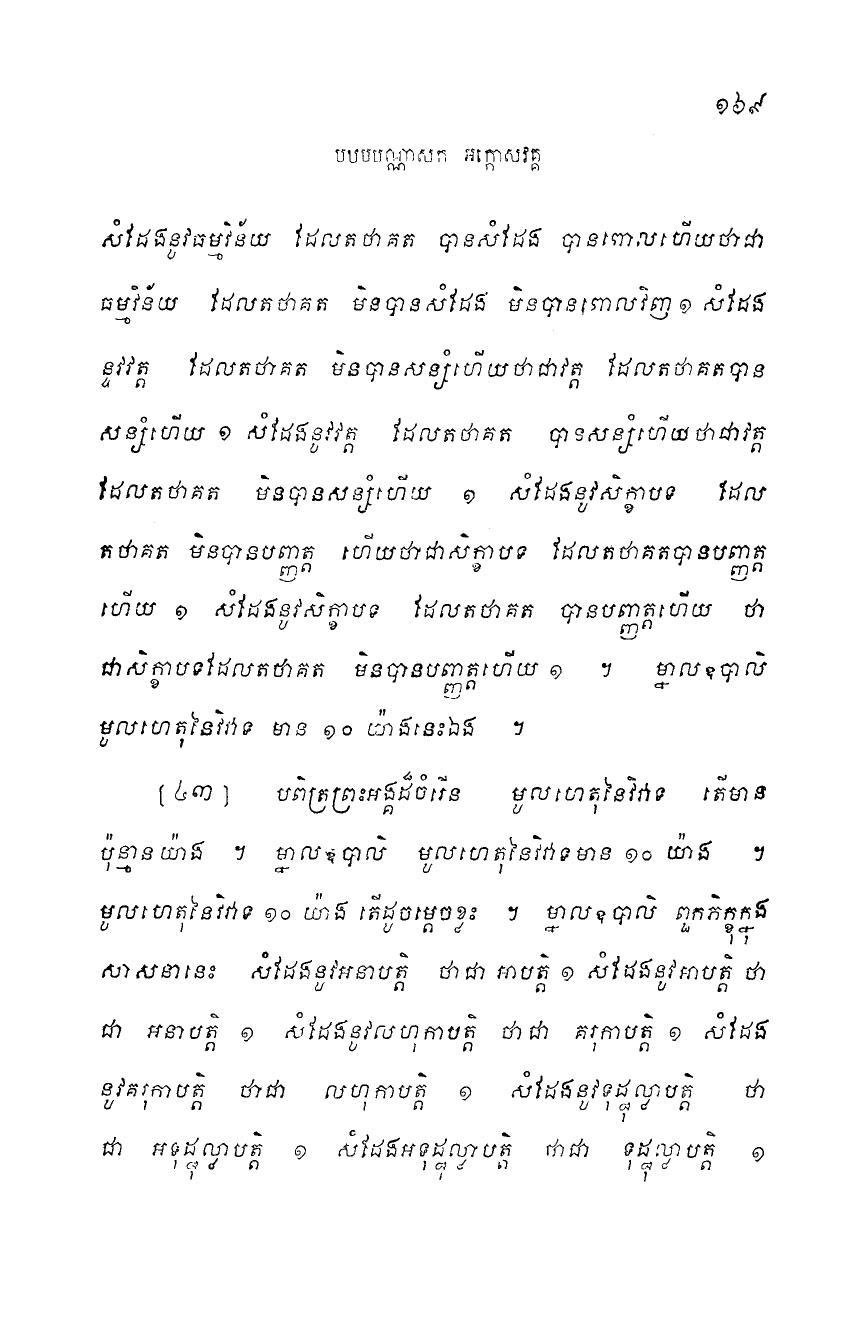 ១៦៩
បឋមបណ្ណាសក អក្កោសវគ្គ
សំដែងនូវធម្មវិន័យ ដែលតថាគត បានសំដែង បានពោលហើយថាជា
ធម្មវិន័យ ដែលតថាគត មិនបានសំដែង មិនបានពោលវិញ ១ សំដែង
នូវវត្ត ដែលតថាគត មិនបានសន្សំហើយថាជាវត្ត ដែលតថាគតបាន
សន្សំហើយ ១ សំដែងនូវវត្ត ដែលតថាគត បានសន្សំហើយថាជាវត្ត
ដែលតថាគត មិនបានសន្សំហើយ ១ សំដែងនូវសិក្ខាបទ ដែល
តថាគត មិនបានបញ្ញត្ត ហើយថាជាសិក្ខាបទ ដែលតថាគតបានបញ្ញត្ត
ហើយ ១ សំដែងនូវសិក្ខាបទ ដែលតថាគត បានបញ្ញត្តហើយ ថា
ជាសិក្ខាបទដែលតថាគត មិនបានបញ្ញត្តហើយ ១ ។ ម្នាលឧបាលិ
មូលហេតុនៃវិវាទ មាន ១០ យ៉ាងនេះឯង ។
[៤៣] បពិត្រព្រះអង្គដ៏ចំរើន មូលហេតុនៃវិវាទ តើមាន
ប៉ុន្មានយ៉ាង ។ ម្នាលឧបាលិ មូលហេតុនៃវិវាទមាន ១០ យ៉ាង ។
មូលហេតុនៃវិវាទ ១០ យ៉ាង តើដូចម្តេចខ្លះ ។ ម្នាលឧបាលិ ពួកភិក្ខុក្នុង
សាសនានេះ សំដែងនូវអនាបត្តិ ថាជា អាបត្តិ ១ សំដែងនូវអាបត្តិ ថា
ជា អនាបត្តិ ១ សំដែងនូវលហុកាបត្តិ ថាជា គរុកាបត្តិ ១ សំដែង
នូវគរុកាបត្តិ ថាជា លហុកាបត្តិ ១ សំដែងនូវទុដ្ឋុល្លាបត្តិ ថា
ជា អទុដ្ឋុល្លាបត្តិ ១ សំដែងអទុដ្ឋុល្លាបត្តិ ថាជា ទុដ្ឋុល្លាបត្តិ ១